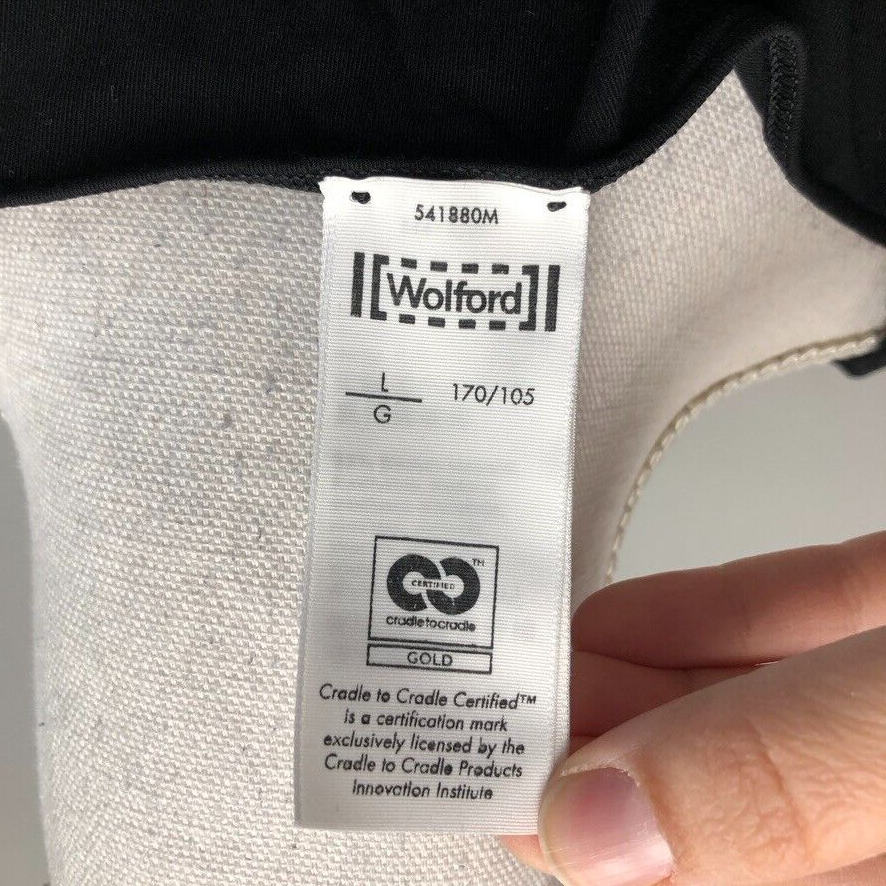 541880M
Wolford
L
G
170/105
CERTIFIED
TM
cradletocradle
GOLD
Cradle to Cradle Certified™
is a certification mark
exclusively licensed by the
Cradle to Cradle Products
Innovation Institute